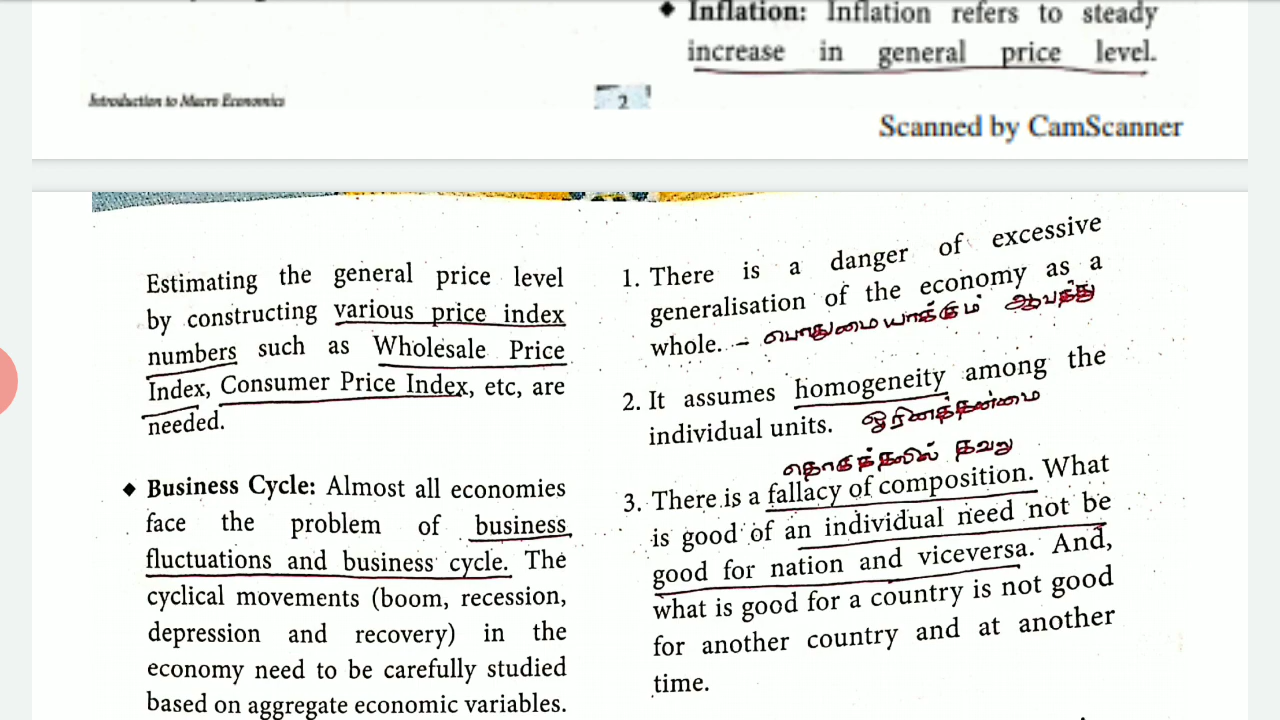 ◆ Inflation: Inflation refers to steady
increase in general price level.
Introduction to Macro Economics
2
Scanned by CamScanner
Estimating the general price level
by constructing various price index
numbers such as Wholesale Price
Index, Consumer Price Index, etc, are
needed.
◆ Business Cycle: Almost all economies
face the problem of business
fluctuations and business cycle. The
cyclical movements (boom, recession,
depression and recovery) in the
economy need to be carefully studied
based on aggregate economic variables.
1. There is a danger of excessive
generalisation of the economy as a
whole. – பொதுமையாக்கும் ஆபத்து
2. It assumes homogeneity among the
individual units. ஓரினத்தன்மை
தொகுத்தலில் தவறு
3. There is a fallacy of composition. What
is good of an individual need not be
good for nation and viceversa. And,
what is good for a country is not good
for another country and at another
time.